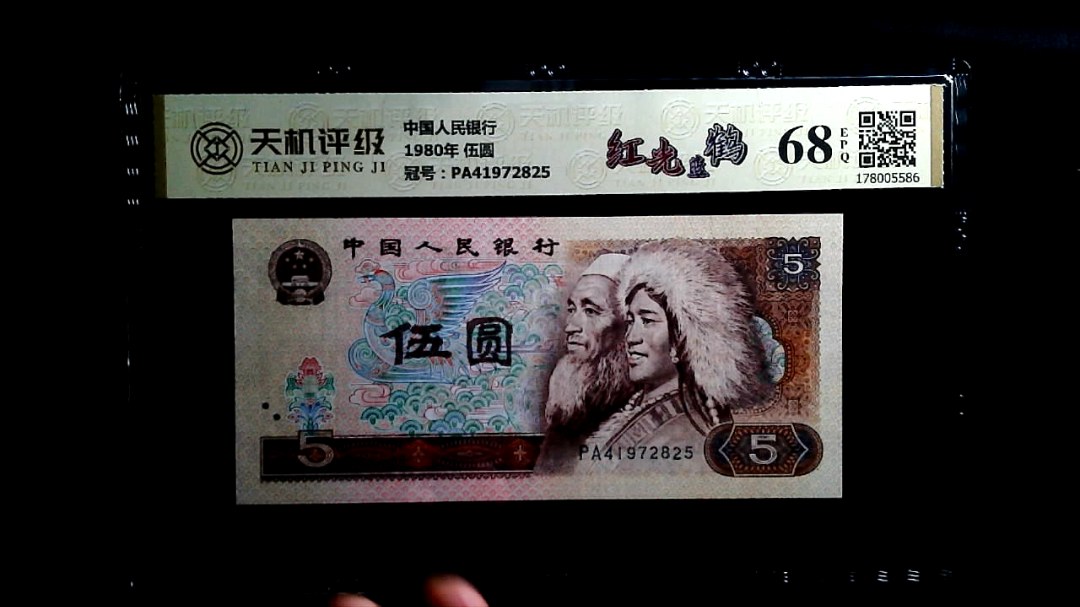 天机评级
TIAN JI PING JI
中国人民银行
1980年 伍圆
冠号：PA41972825
红光蓝鹤
68
EPQ
178005586
中国人民银行
5
伍圆
5
PA41972825
5